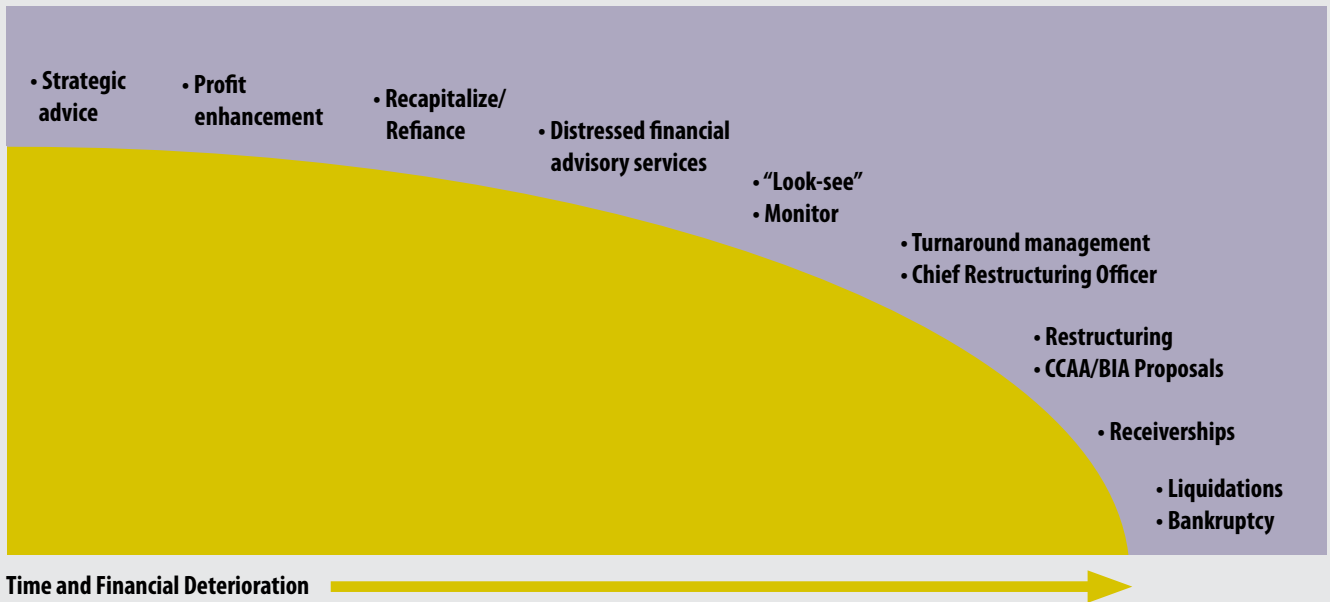 • Strategic
advice
• Profit
enhancement
• Recapitalize/
Refiance
• Distressed financial
advisory services
• “Look-see”
• Monitor
• Turnaround management
• Chief Restructuring Officer
• Restructuring
• CCAA/BIA Proposals
• Receiverships
• Liquidations
• Bankruptcy
Time and Financial Deterioration